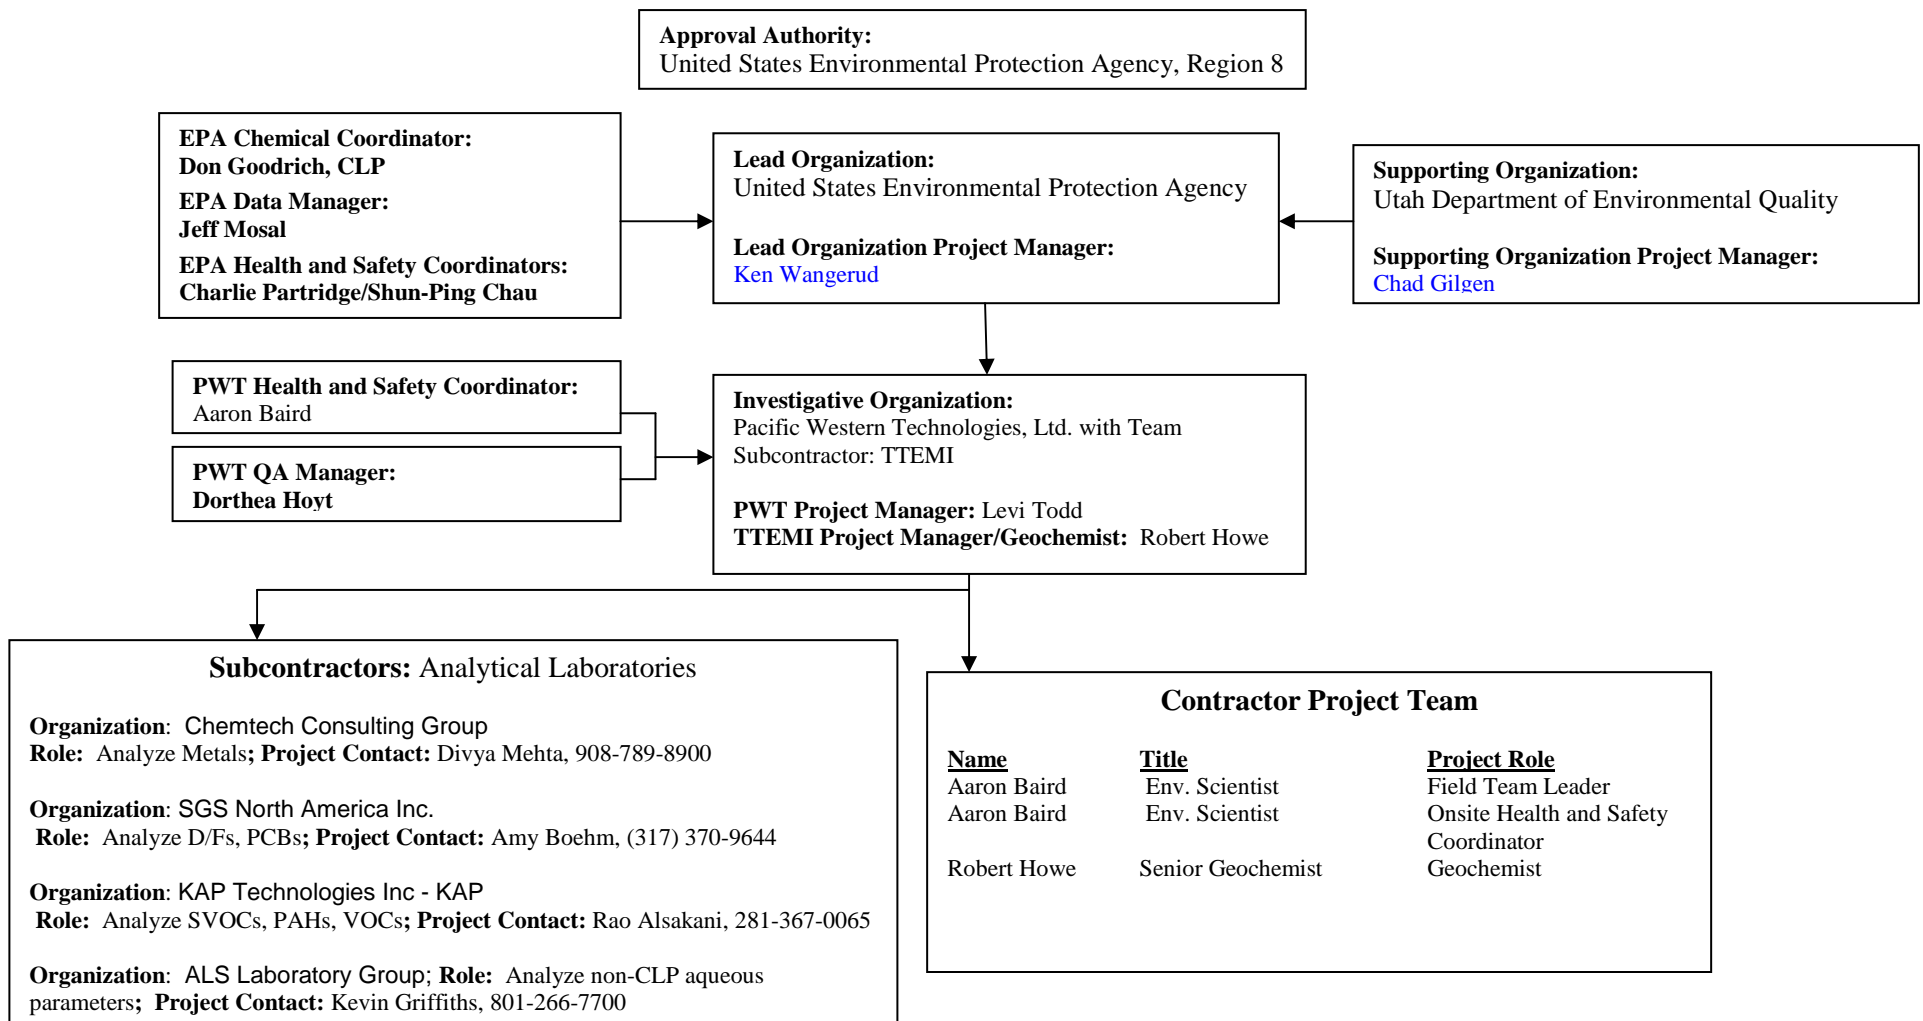 Approval Authority:
United States Environmental Protection Agency, Region 8
EPA Chemical Coordinator:
Don Goodrich, CLP
EPA Data Manager:
Jeff Mosal
EPA Health and Safety Coordinators:
Charlie Partridge/Shun-Ping Chau
Lead Organization:
United States Environmental Protection Agency
Lead Organization Project Manager:
Ken Wangerud
Supporting Organization:
Utah Department of Environmental Quality
Supporting Organization Project Manager:
Chad Gilgen
PWT Health and Safety Coordinator:
Aaron Baird
PWT QA Manager:
Dorthea Hoyt
Investigative Organization:
Pacific Western Technologies, Ltd. with Team
Subcontractor: TTEMI
PWT Project Manager: Levi Todd
TTEMI Project Manager/Geochemist: Robert Howe
Subcontractors: Analytical Laboratories
Organization: Chemtech Consulting Group
Role: Analyze Metals; Project Contact: Divya Mehta, 908-789-8900
Organization: SGS North America Inc.
Role: Analyze D/Fs, PCBs; Project Contact: Amy Boehm, (317) 370-9644
Organization: KAP Technologies Inc - KAP
Role: Analyze SVOCs, PAHs, VOCs; Project Contact: Rao Alsakani, 281-367-0065
Organization: ALS Laboratory Group; Role: Analyze non-CLP aqueous
parameters; Project Contact: Kevin Griffiths, 801-266-7700
Contractor Project Team
Name Title Project Role
Aaron Baird Env. Scientist Field Team Leader
Aaron Baird Env. Scientist Onsite Health and Safety
Coordinator
Robert Howe Senior Geochemist Geochemist